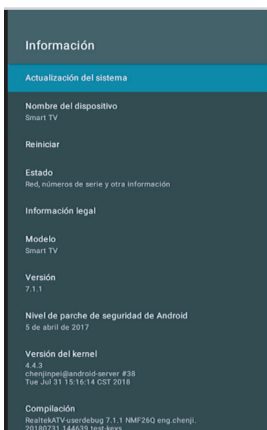 Información
Actualización del sistema
Nombre del dispositivo
Smart TV
Reiniciar
Estado
Red, números de serie y otra información
Información legal
Modelo
Smart TV
Versión
7.1.1
Nivel de parche de seguridad de Android
5 de abril de 2017
Versión del kernel
4.4.3
chenjinpei@android-server #38
Tue Jul 31 15:16:14 CST 2018
Compilación
RealtekATV-userdebug 7.1.1 NMF26Q eng.chenji.
20180731.144639 test-keys